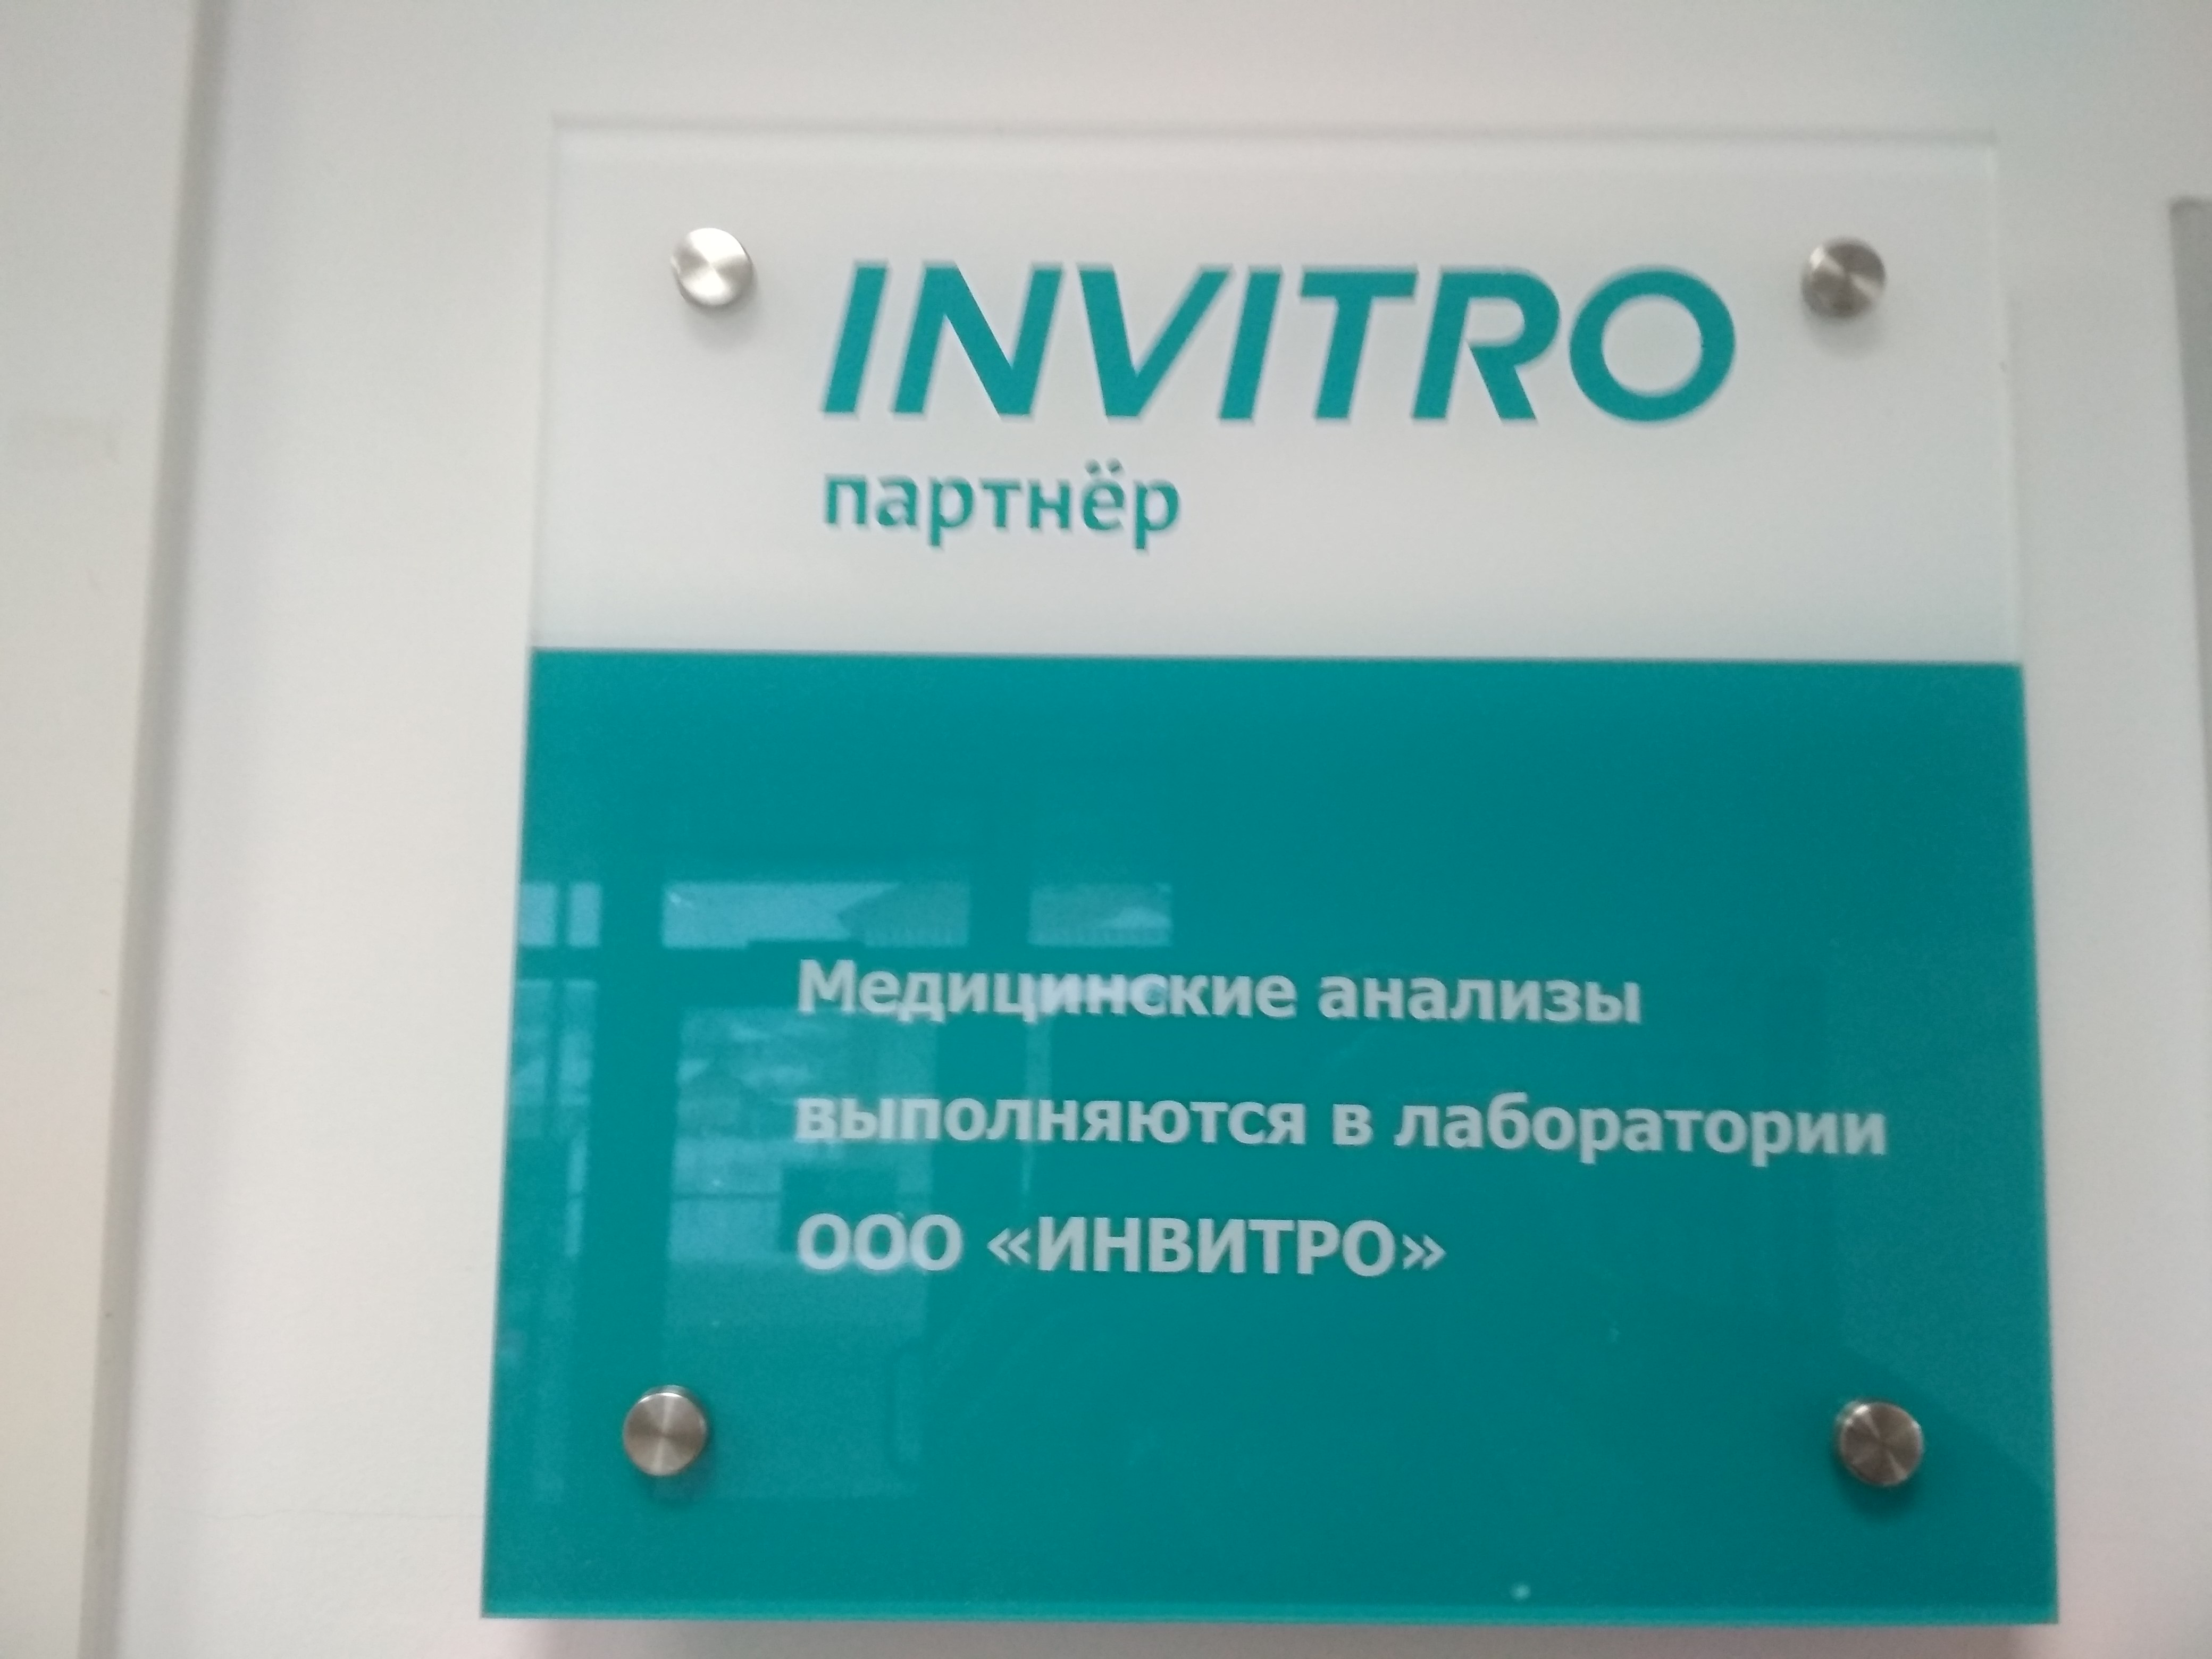 INVITRO
партнёр
Медицинские анализы
выполняются в лаборатории
ООО «ИНВИТРО»